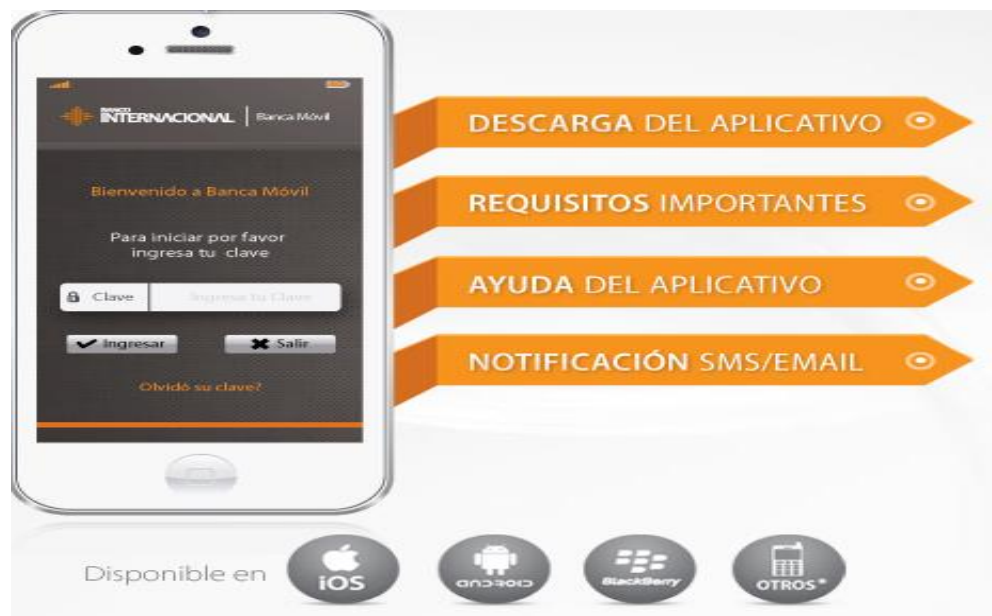 BANCO
INTERNACIONAL
Banca Móvil
Bienvenido a Banca Móvil
Para iniciar por favor
ingresa tu clave
Clave
Ingresa tu Clave
Ingresar
Salir
Olvidó su clave?
DESCARGA DEL APLICATIVO
REQUISITOS IMPORTANTES
AYUDA DEL APLICATIVO
NOTIFICACIÓN SMS/EMAIL
Disponible en
iOS
ANDROID
BlackBerry
OTROS*